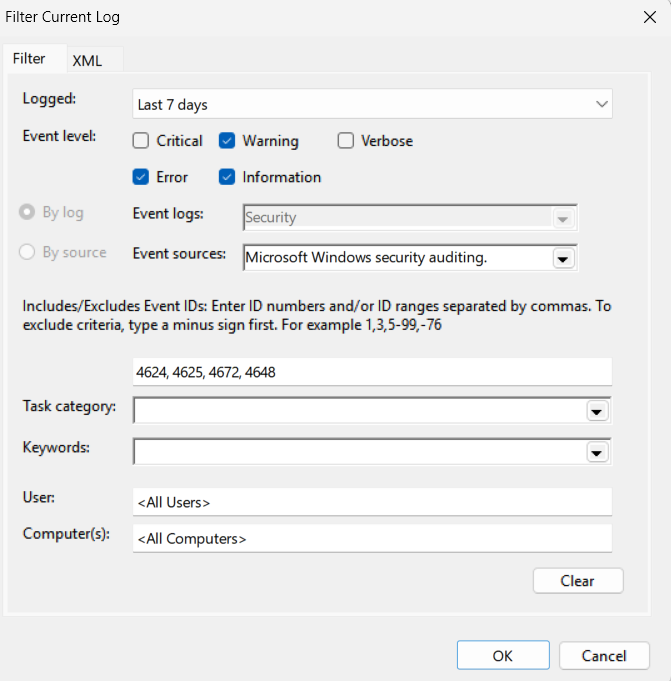 Filter Current Log
Filter XML
Logged: Last 7 days
Event level: Critical Warning Verbose
Error Information
By log Event logs: Security
By source Event sources: Microsoft Windows security auditing.
Includes/Excludes Event IDs: Enter ID numbers and/or ID ranges separated by commas. To
exclude criteria, type a minus sign first. For example 1,3,5-99,-76
4624, 4625, 4672, 4648
Task category:
Keywords:
User: <All Users>
Computer(s): <All Computers>
Clear
OK Cancel